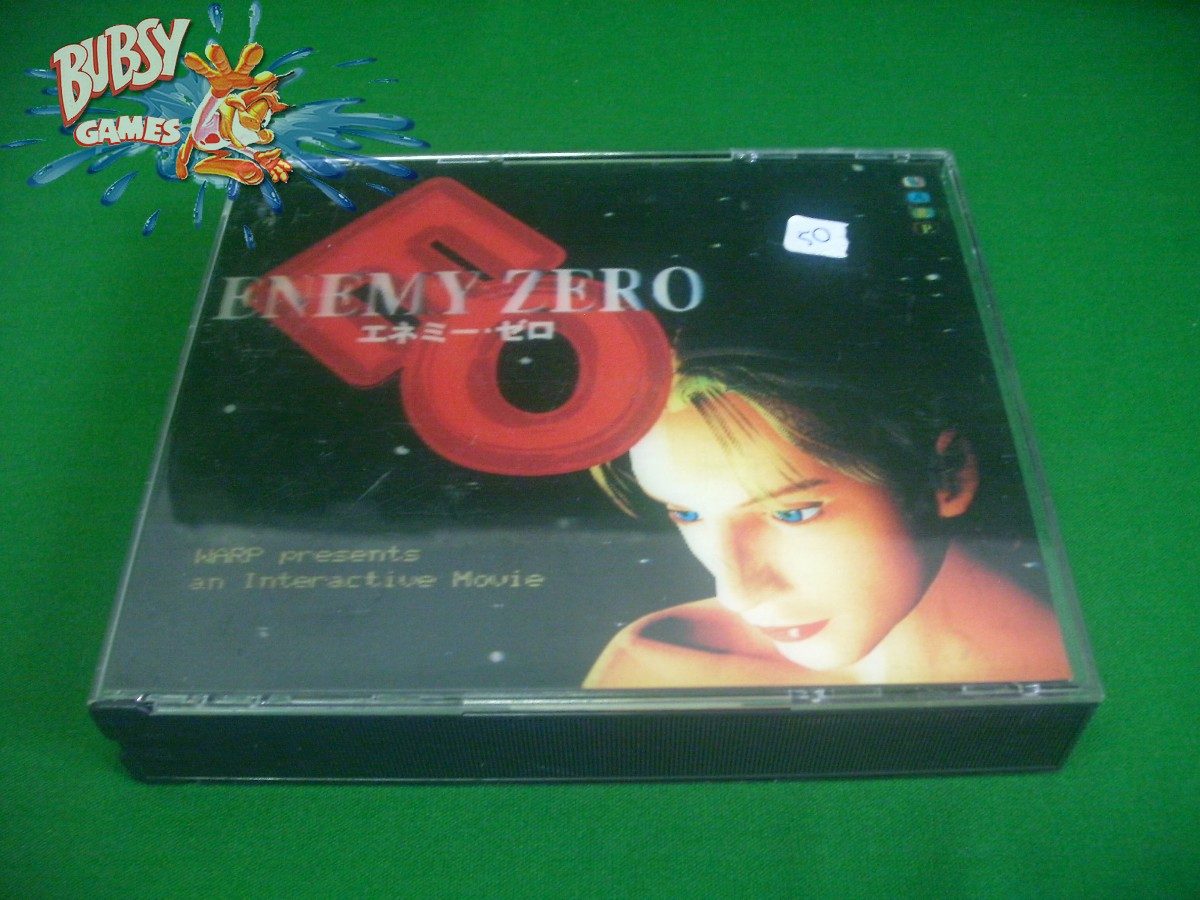 BUBSY
GAMES
50
ENEMY ZERO
エネミー・ゼロ
WARP presents
an Interactive Movie